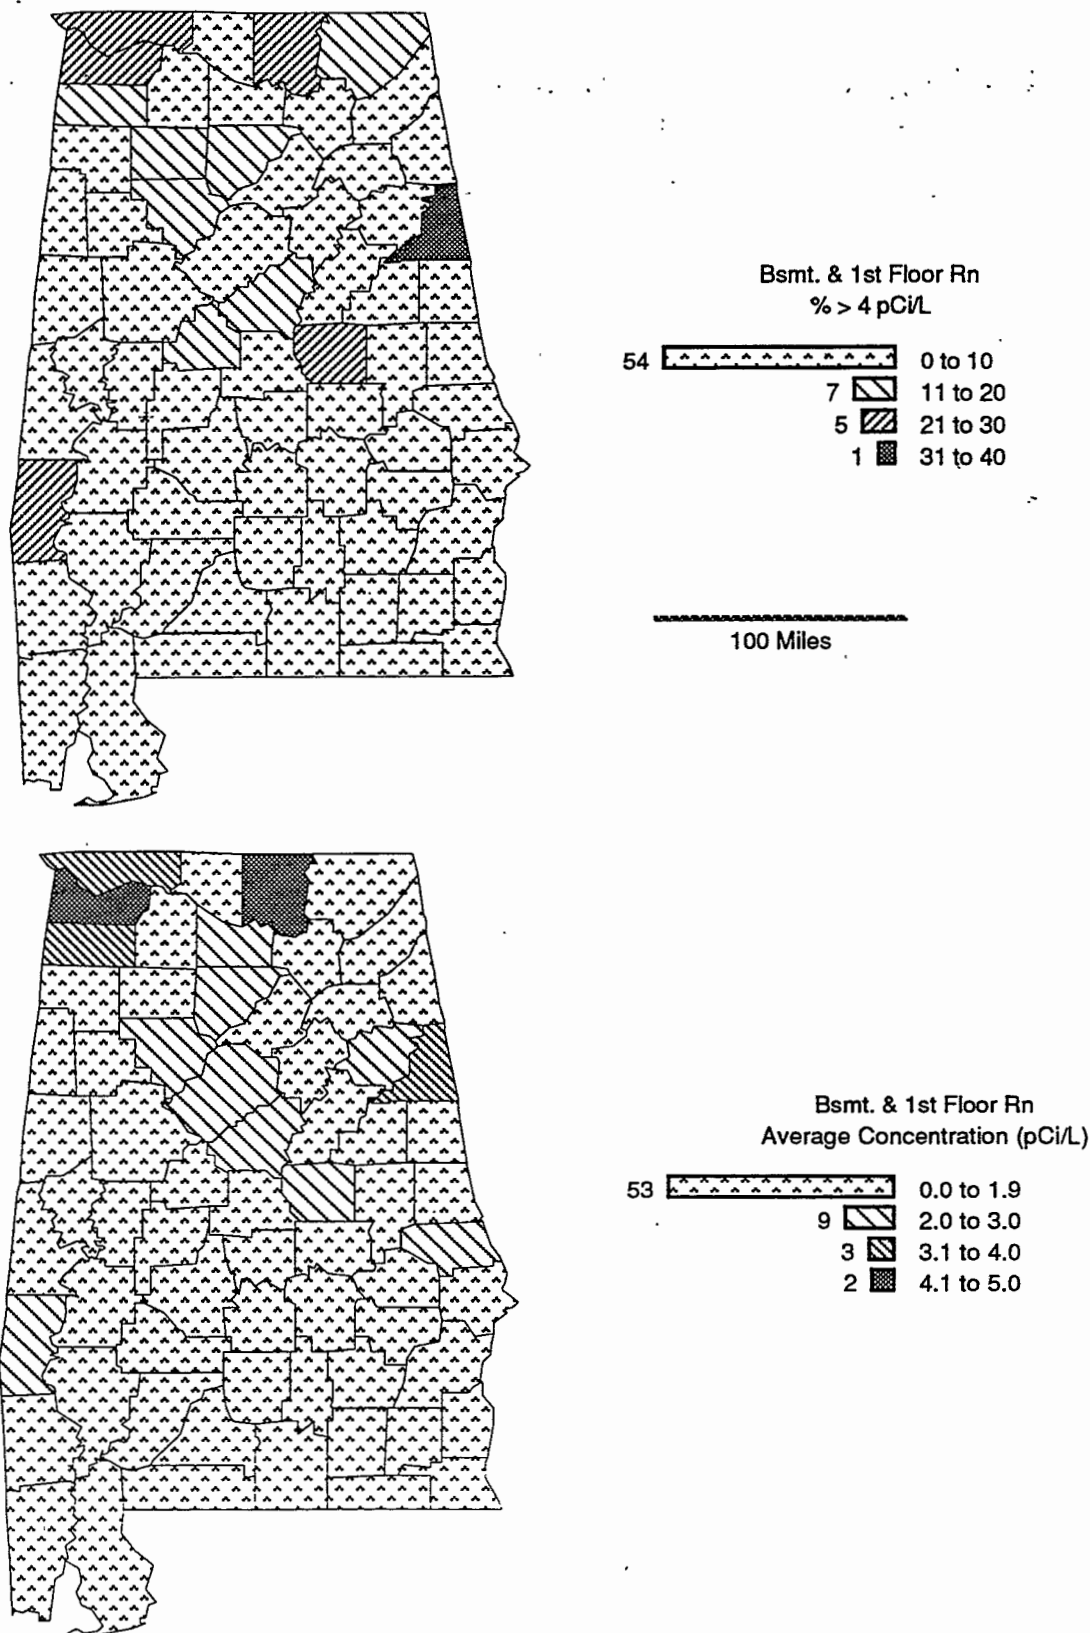 Bsmt. & 1st Floor Rn
% > 4 pCi/L
54 0 to 10
7 11 to 20
5 21 to 30
1 31 to 40
100 Miles
Bsmt. & 1st Floor Rn
Average Concentration (pCi/L)
53 0.0 to 1.9
9 2.0 to 3.0
3 3.1 to 4.0
2 4.1 to 5.0